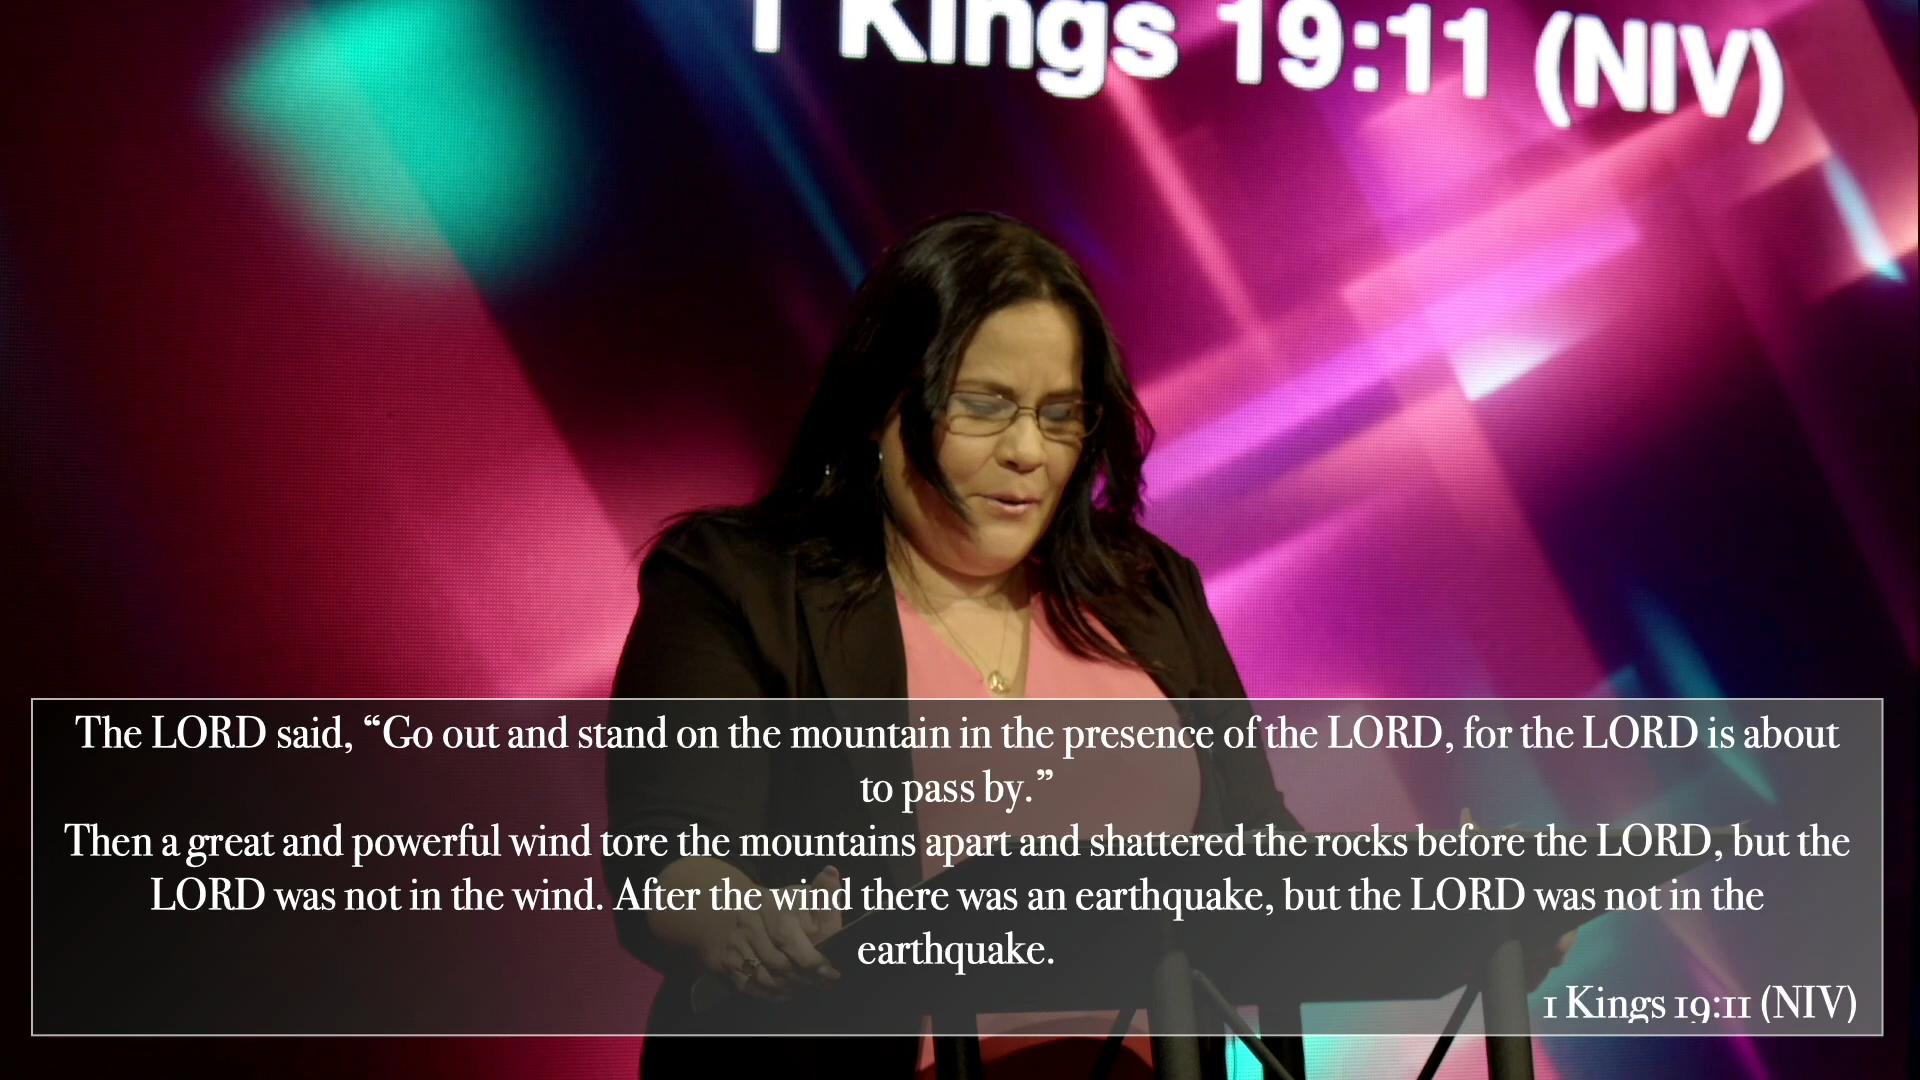 1 Kings 19:11 (NIV)
The LORD said, “Go out and stand on the mountain in the presence of the LORD, for the LORD is about
to pass by.”
Then a great and powerful wind tore the mountains apart and shattered the rocks before the LORD, but the
LORD was not in the wind. After the wind there was an earthquake, but the LORD was not in the
earthquake.
1 Kings 19:11 (NIV)